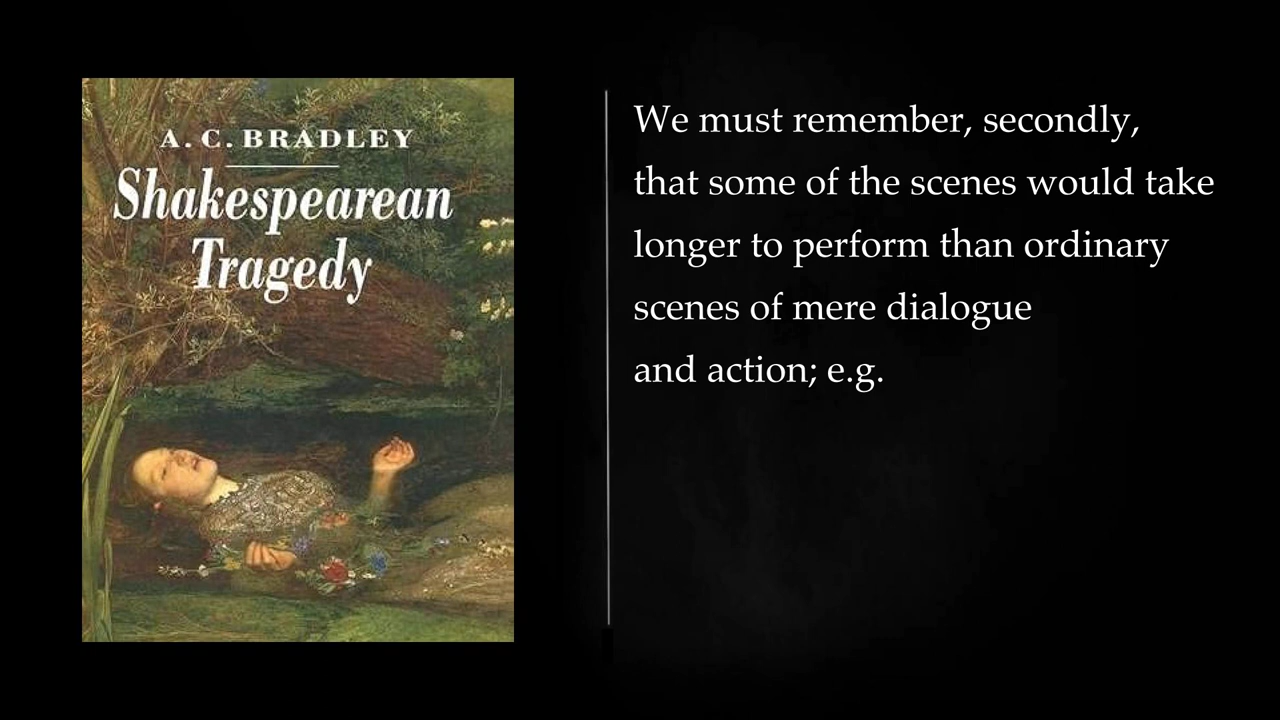 A. C. BRADLEY
Shakespearean
Tragedy
We must remember, secondly,
that some of the scenes would take
longer to perform than ordinary
scenes of mere dialogue
and action; e.g.